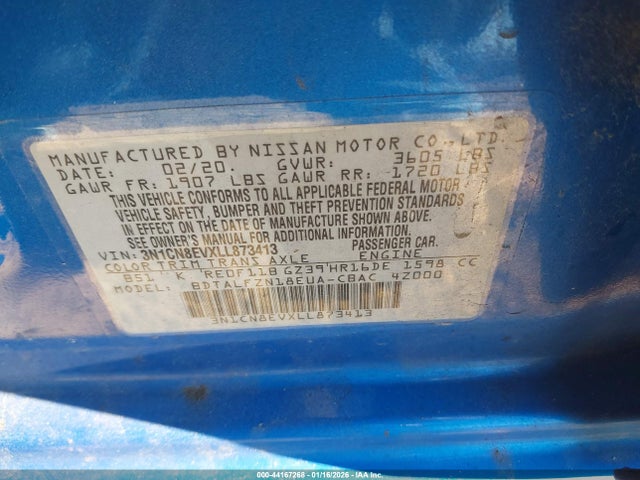 MANUFACTURED BY NISSAN MOTOR CO., LTD.
DATE: 02/20. GVWR: 3605 LBS
GAWR FR: 1907 LBS GAWR RR: 1720 LBS
THIS VEHICLE CONFORMS TO ALL APPLICABLE FEDERAL MOTOR
VEHICLE SAFETY, BUMPER AND THEFT PREVENTION STANDARDS
IN EFFECT ON THE DATE OF MANUFACTURE SHOWN ABOVE.
SEE OWNER'S MANUAL FOR ADDITIONAL INFORMATION.
VIN: 3N1CN8EVXLL873413 PASSENGER CAR.
COLOR TRIM TRANS AXLE ENGINE
B51 K RE0F11B GZ39 HR16DE 1598 CC
MODEL: BDTALFZN18EUA-CBAC 4Z000
3N1CN8EVXLL873413
000-44167268 - 01/16/2026 - IAA Inc.